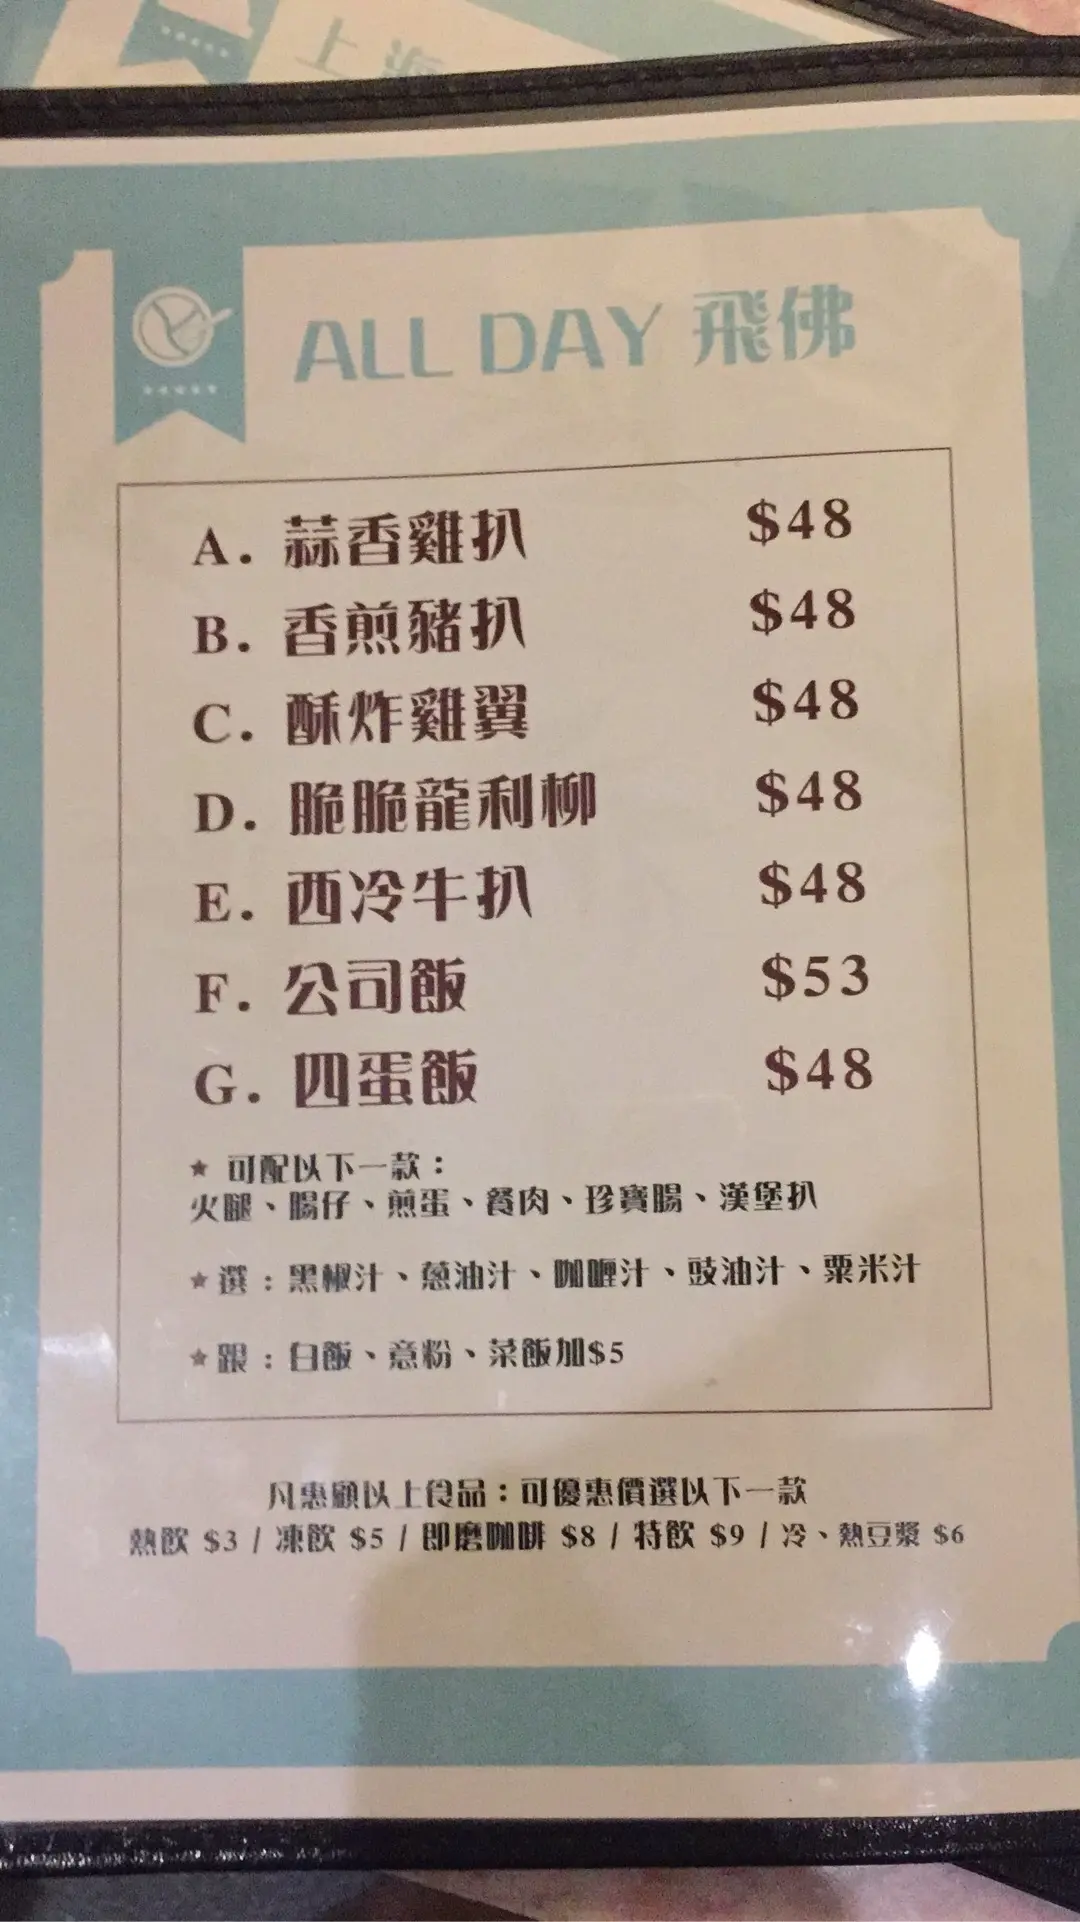 上海
ALL DAY 飛佛
A. 蒜香雞扒 $48
B. 香煎豬扒 $48
C. 酥炸雞翼 $48
D. 脆脆龍利柳 $48
E. 西冷牛扒 $48
F. 公司飯 $53
G. 四蛋飯 $48
★ 可配以下一款：
火腿、腸仔、煎蛋、餐肉、珍寶腸、漢堡扒
★ 選：黑椒汁、蔥油汁、咖喱汁、豉油汁、粟米汁
★ 跟：白飯、意粉、菜飯加$5
凡惠顧以上食品：可優惠價選以下一款
熱飲 $3 / 凍飲 $5 / 即磨咖啡 $8 / 特飲 $9 / 冷、熱豆漿 $6